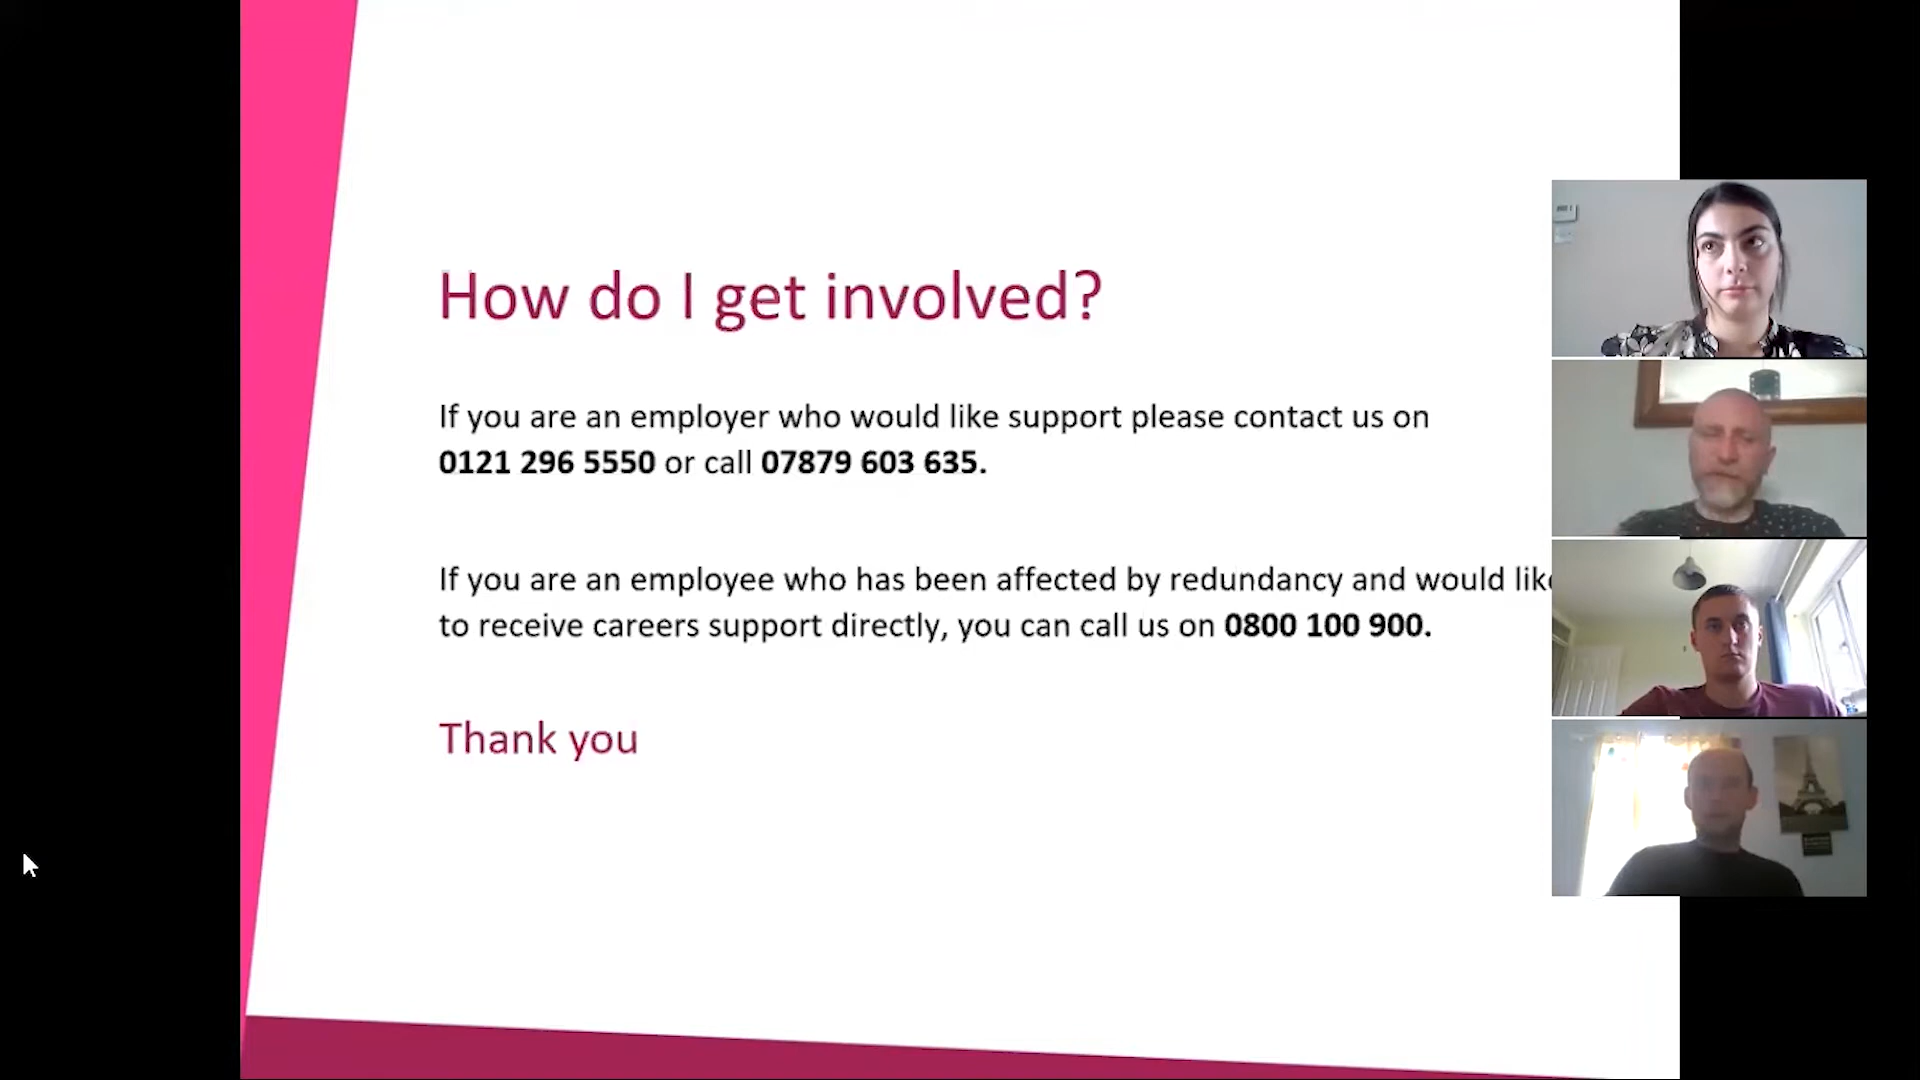 How do I get involved?
If you are an employer who would like support please contact us on
0121 296 5550 or call 07879 603 635.
If you are an employee who has been affected by redundancy and would like
to receive careers support directly, you can call us on 0800 100 900.
Thank you